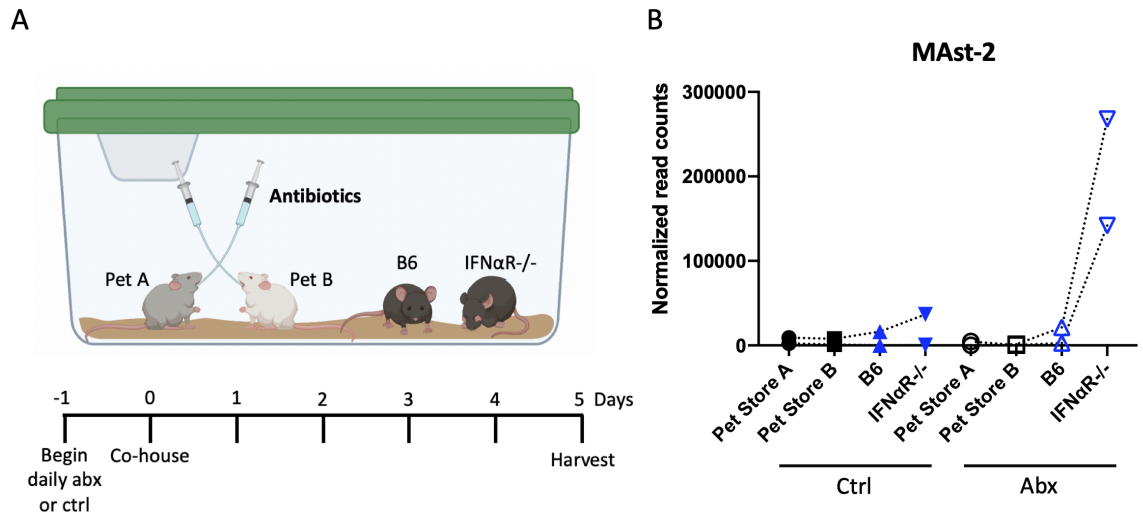 A
Antibiotics
Pet A
Pet B
B6
IFNαR-/-
-1
0
1
2
3
4
5
Days
Begin
daily abx
or ctrl
Co-house
Harvest
B
MAst-2
Normalized read counts
300000
200000
100000
0
Pet Store A
Pet Store B
B6
IFNαR-/-
Pet Store A
Pet Store B
B6
IFNαR-/-
Ctrl
Abx